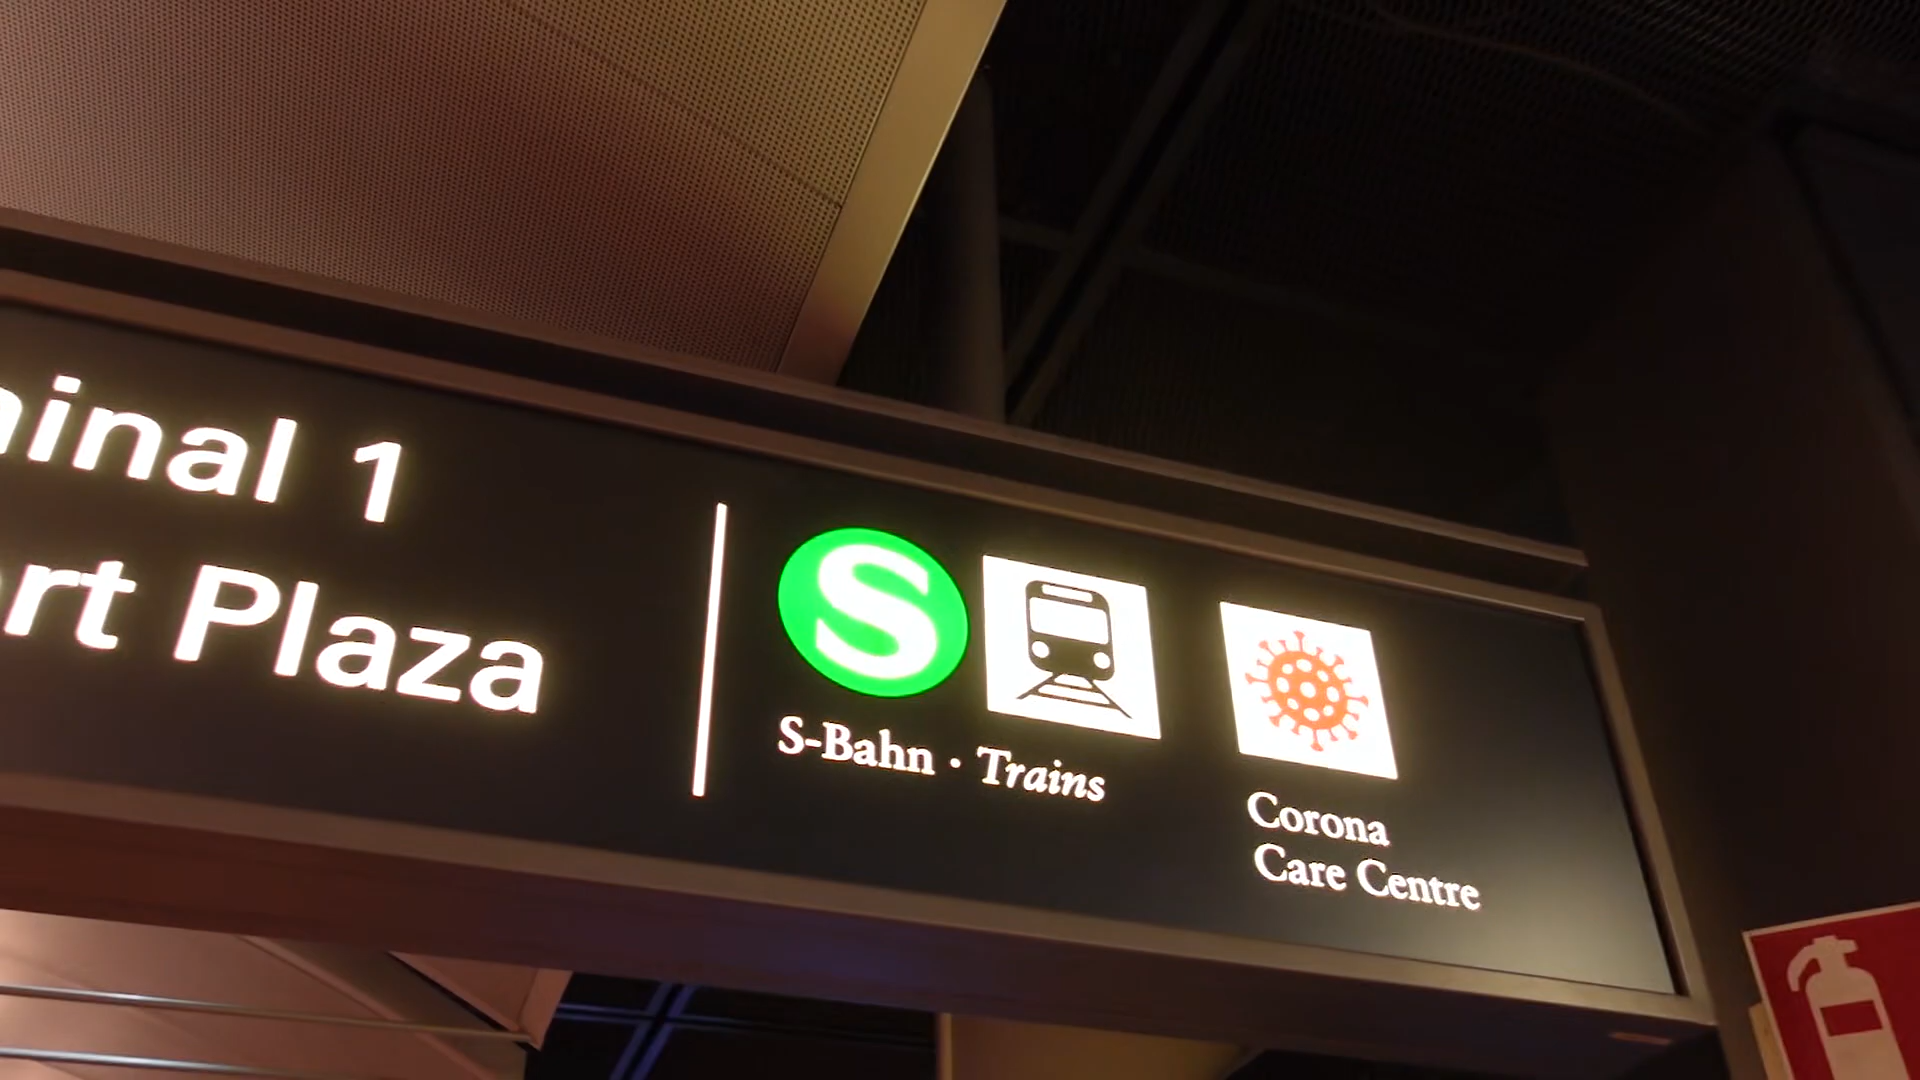 inal 1
rt Plaza
S
S-Bahn · Trains
Corona
Care Centre